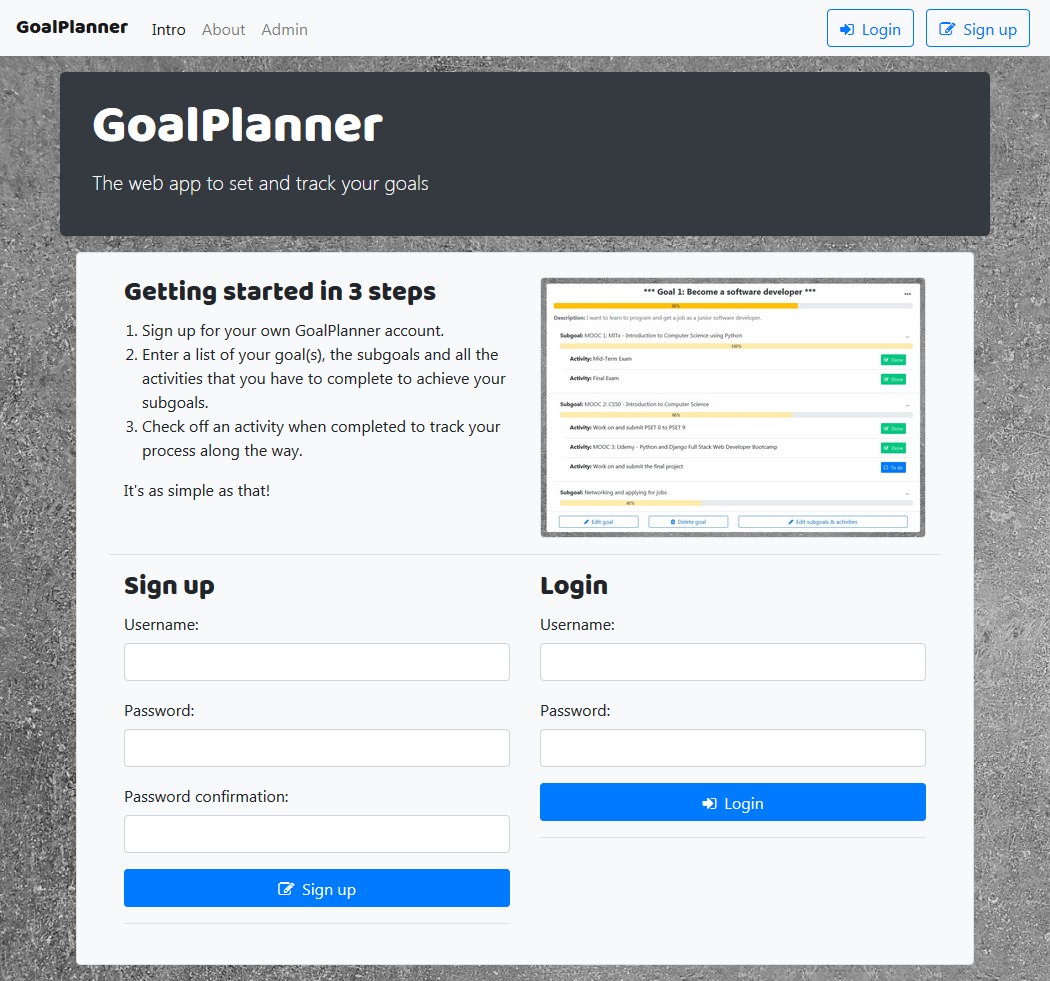 GoalPlanner Intro About Admin Login Sign up
GoalPlanner
The web app to set and track your goals
Getting started in 3 steps
1. Sign up for your own GoalPlanner account.
2. Enter a list of your goal(s), the subgoals and all the
activities that you have to complete to achieve your
subgoals.
3. Check off an activity when completed to track your
process along the way.
It's as simple as that!
*** Goal 1: Become a software developer ***
Description: I want to learn to program and get a job as a junior software developer.
Subgoal: MOOC 1: MITx - Introduction to Computer Science using Python
100%
Activity: Mid-Term Exam Done
Activity: Final Exam Done
Subgoal: MOOC 2: CS50 - Introduction to Computer Science
Activity: Work on and submit PSET 0 to PSET 9 Done
Activity: MOOC 3: Udemy - Python and Django Full Stack Web Developer Bootcamp Done
Activity: Work on and submit the final project To do
Subgoal: Networking and applying for jobs
40%
Edit goal Delete goal Edit subgoals & activities
Sign up
Username:
Password:
Password confirmation:
Sign up
Login
Username:
Password:
Login